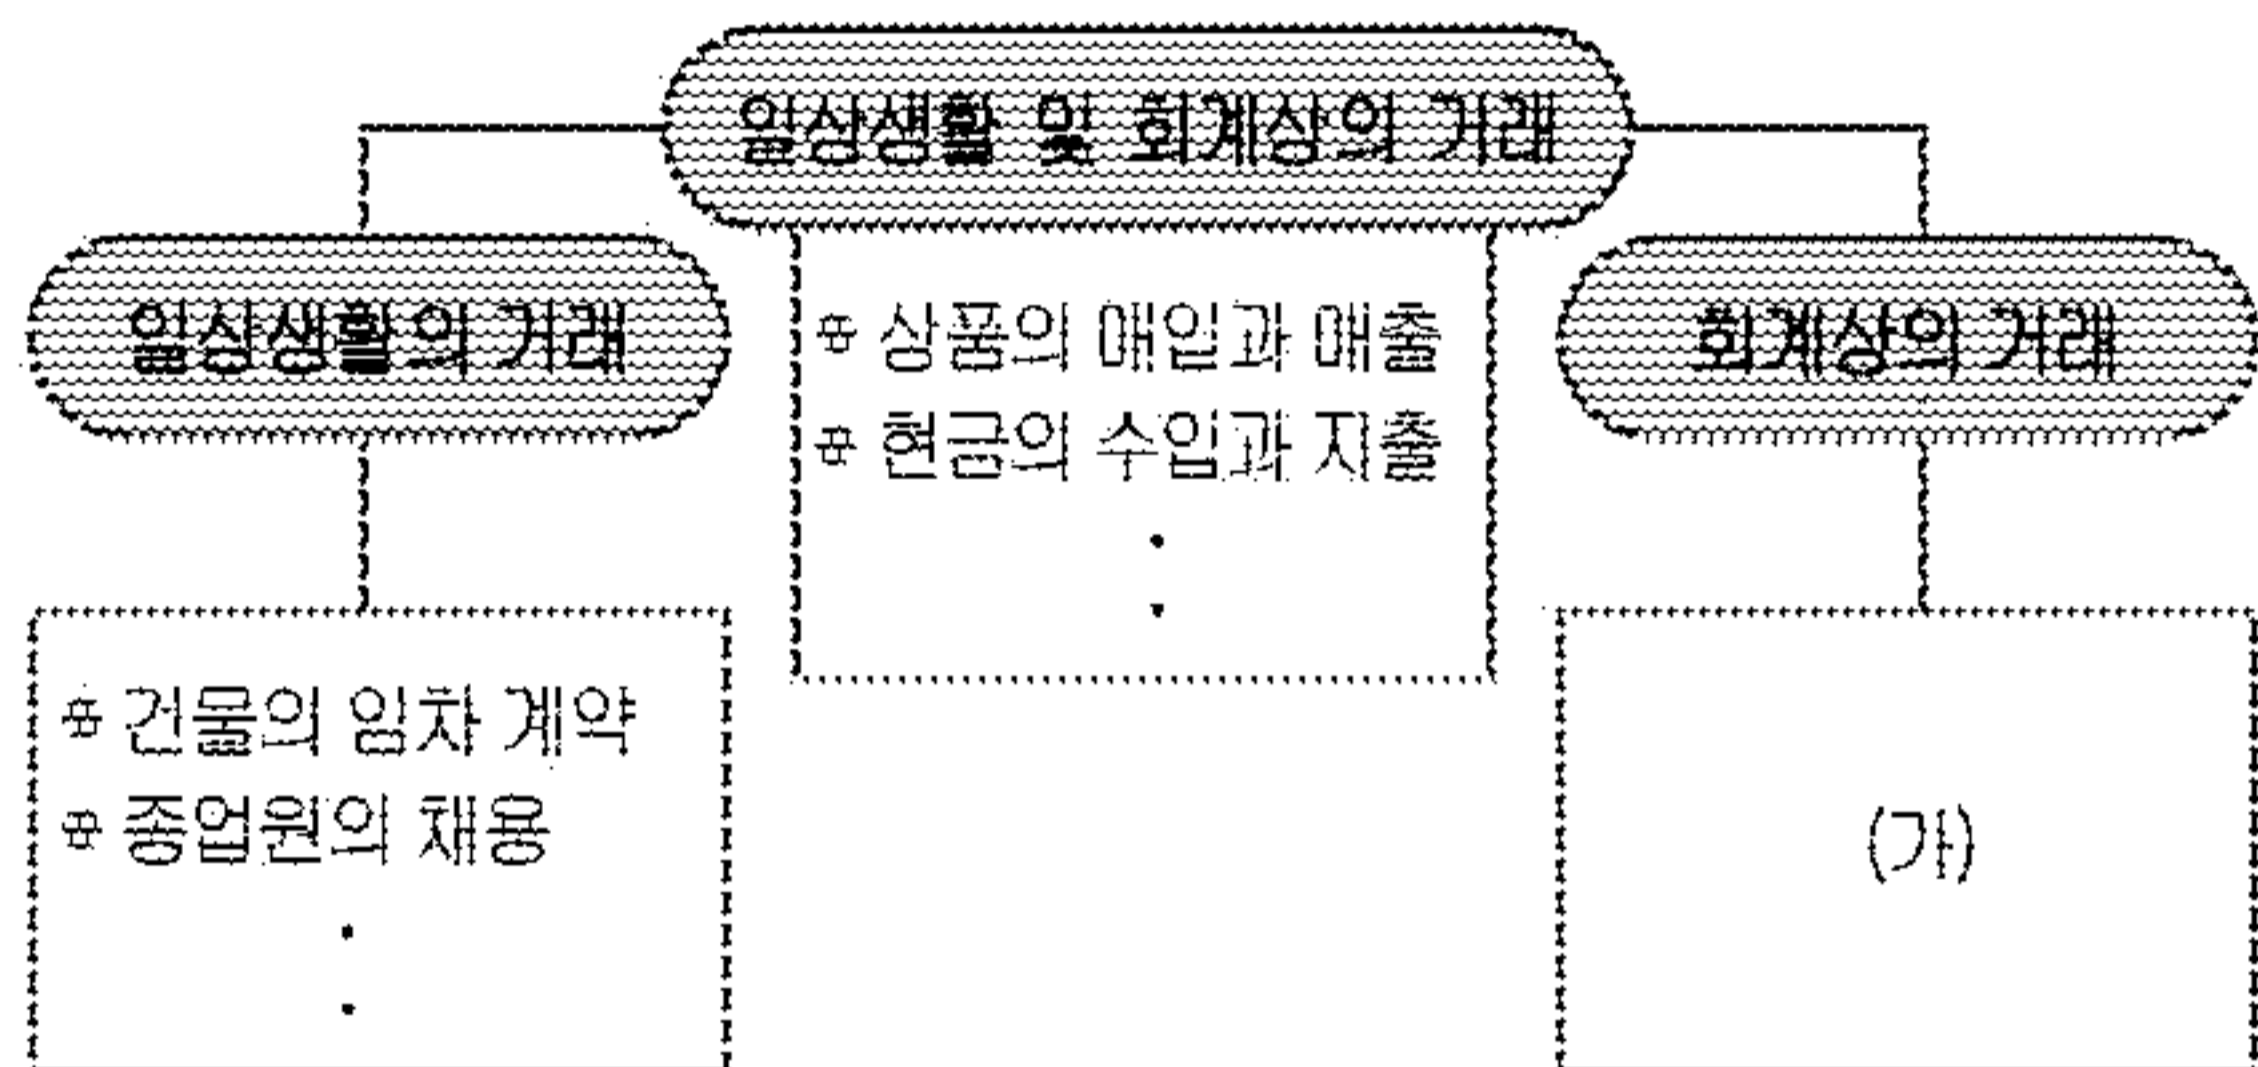 일상생활 및 회계상의 거래
일상생활의 거래
회계상의 거래
상품의 매입과 매출
현금의 수입과 지출
건물의 임차 계약
종업원의 채용
(가)